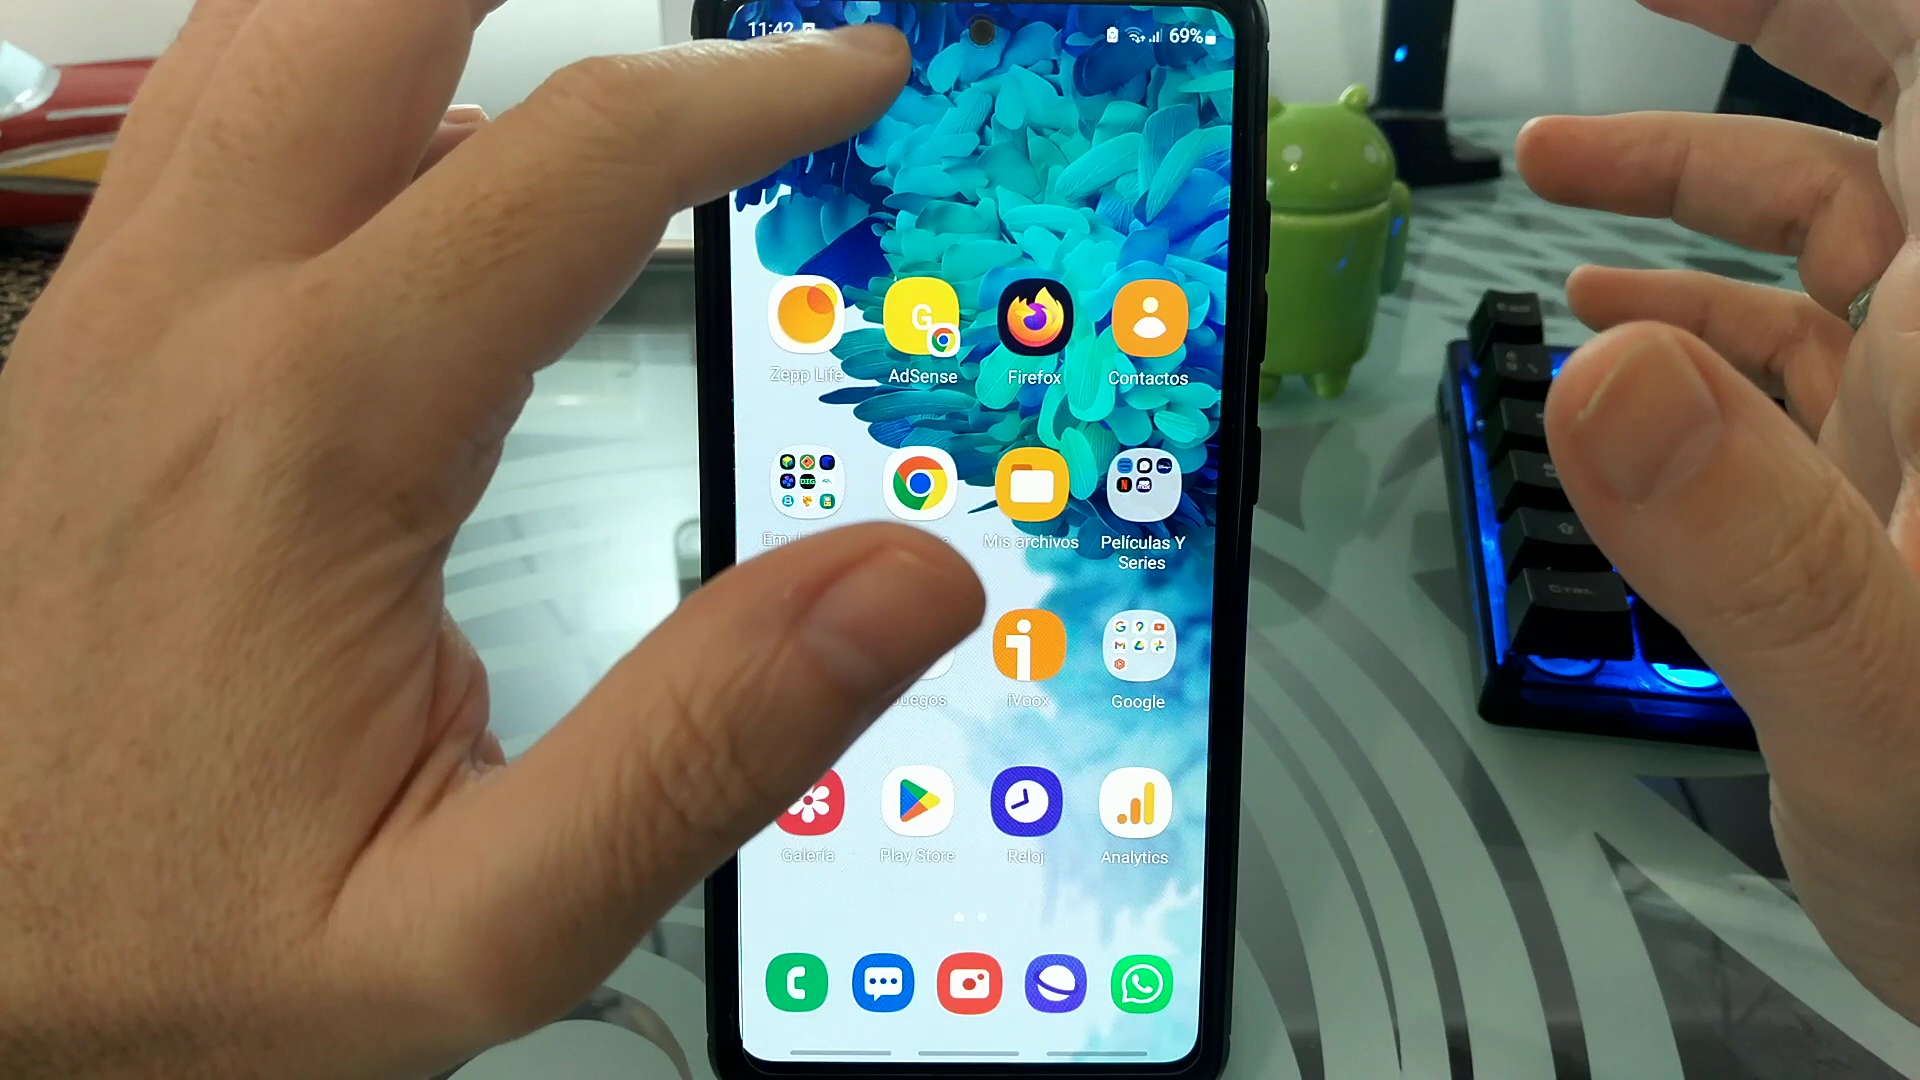 11:42
69%
Zepp Life
AdSense
Firefox
Contactos
Mis archivos
Películas Y
Series
iVoox
Google
Galería
Play Store
Reloj
Analytics
CTRL